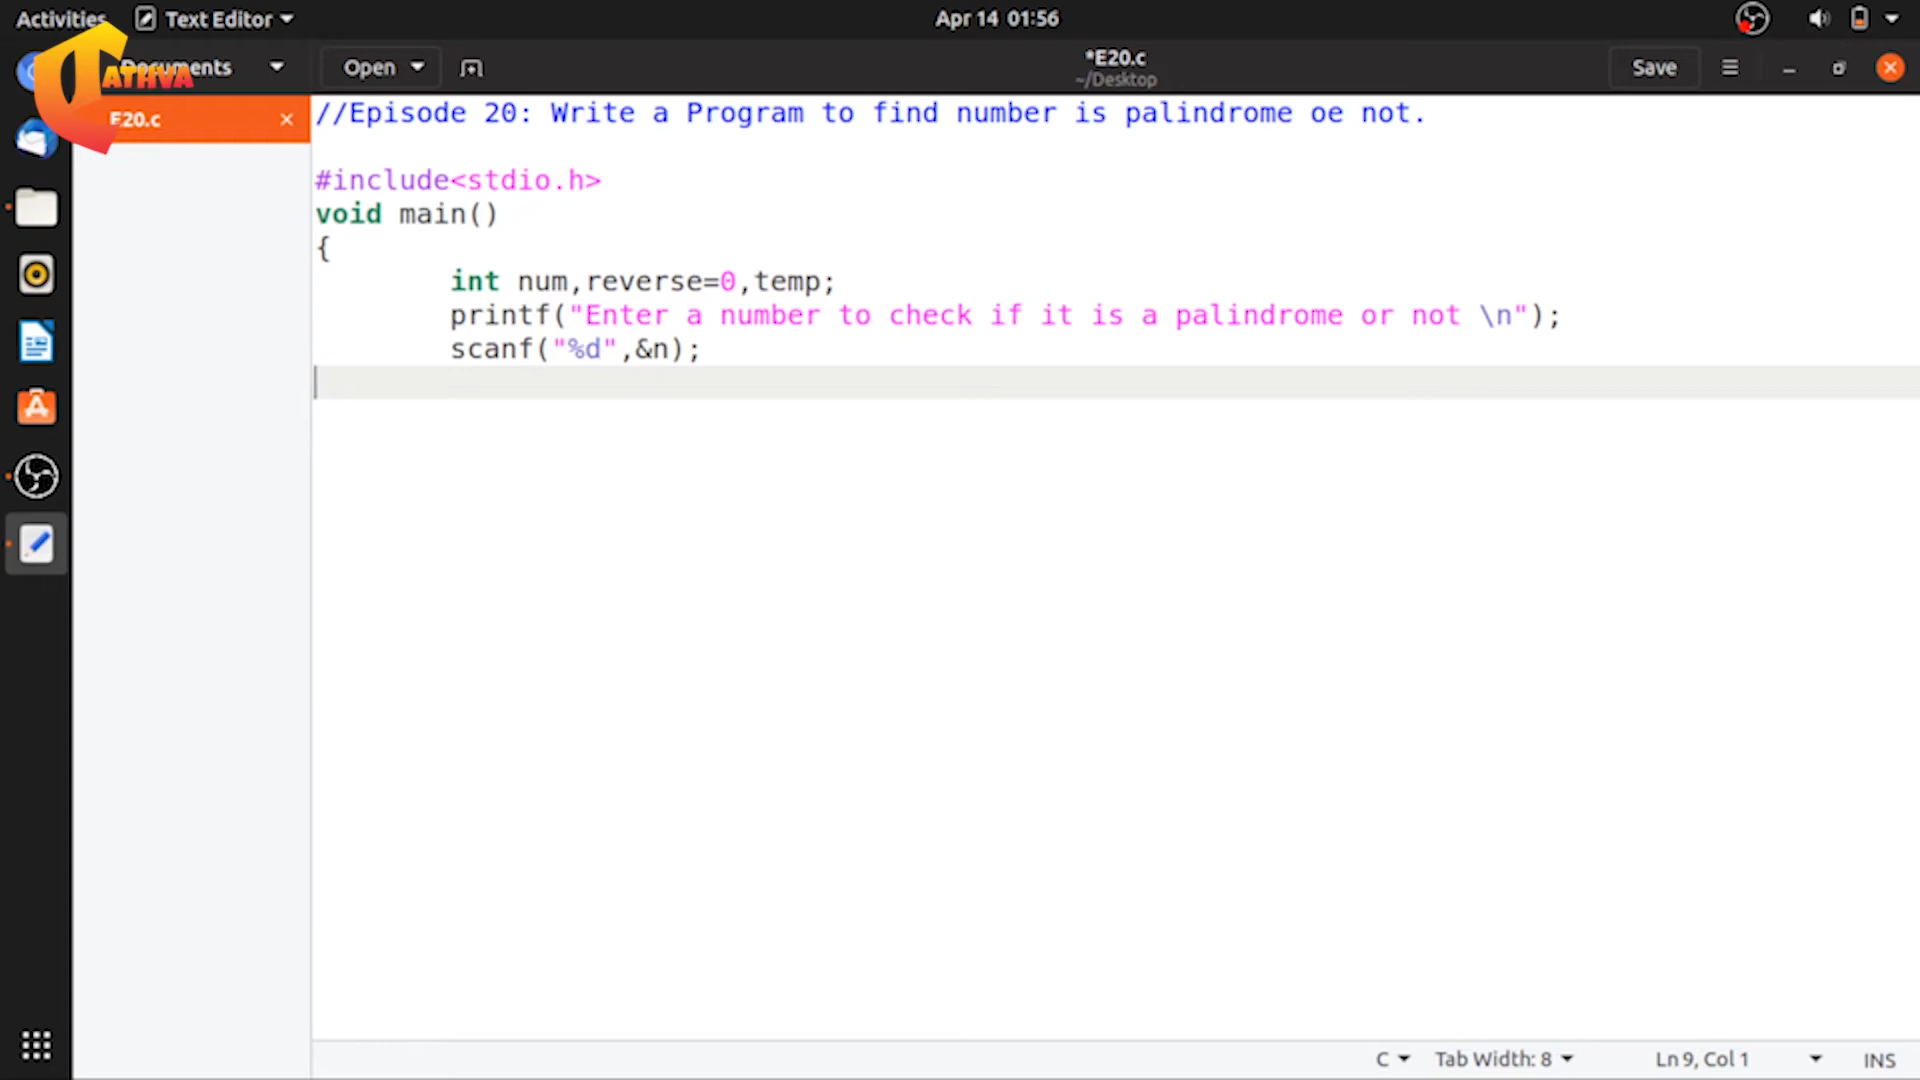 Activities Text Editor Apr 14 01:56
Documents Open *E20.c Save
~/Desktop
TATHVA
E20.c
//Episode 20: Write a Program to find number is palindrome oe not.
#include<stdio.h>
void main()
{
int num,reverse=0,temp;
printf("Enter a number to check if it is a palindrome or not \n");
scanf("%d",&n);
C Tab Width: 8 Ln 9, Col 1 INS